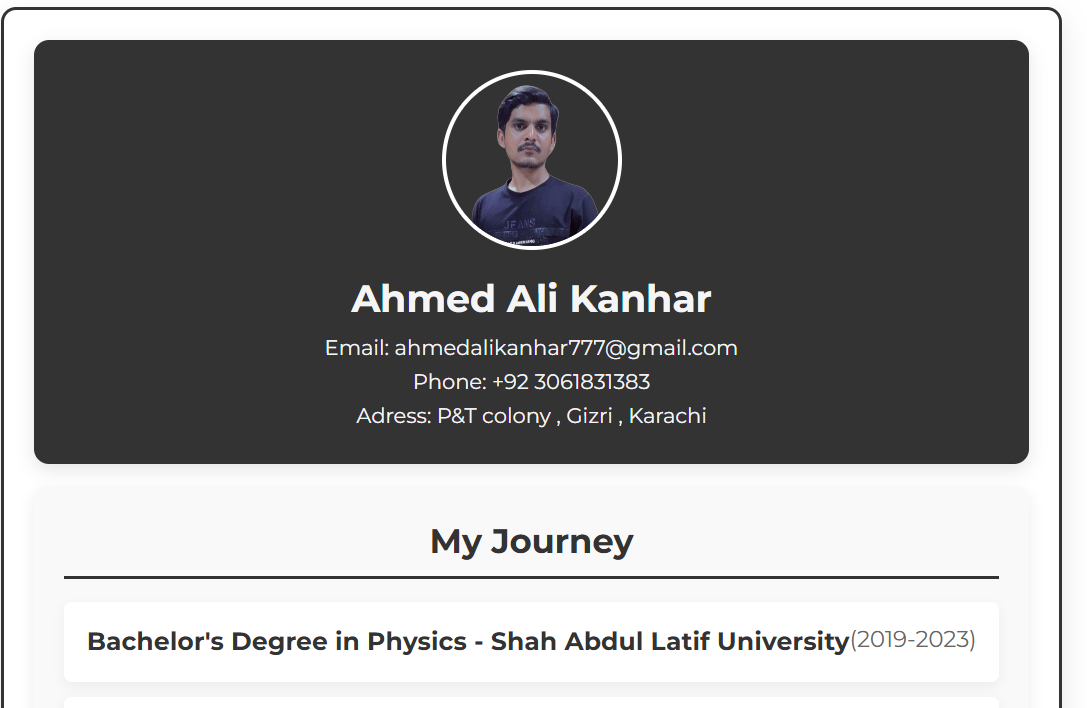 JEANS
Ahmed Ali Kanhar
Email: ahmedalikanhar777@gmail.com
Phone: +92 3061831383
Adress: P&T colony , Gizri , Karachi
My Journey
Bachelor's Degree in Physics - Shah Abdul Latif University(2019-2023)